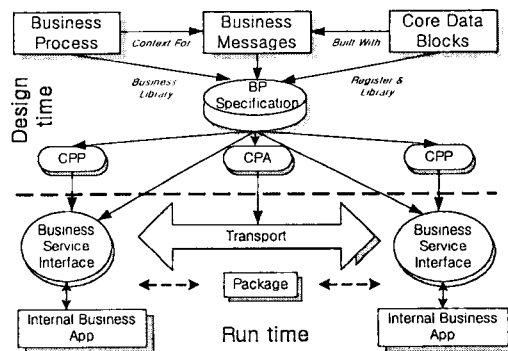 Business Process
Context For
Business Messages
Built With
Core Data Blocks
Business Library
BP Specification
Register & Library
Design time
CPP
CPA
CPP
Business Service Interface
Transport
Business Service Interface
Package
Internal Business App
Run time
Internal Business App